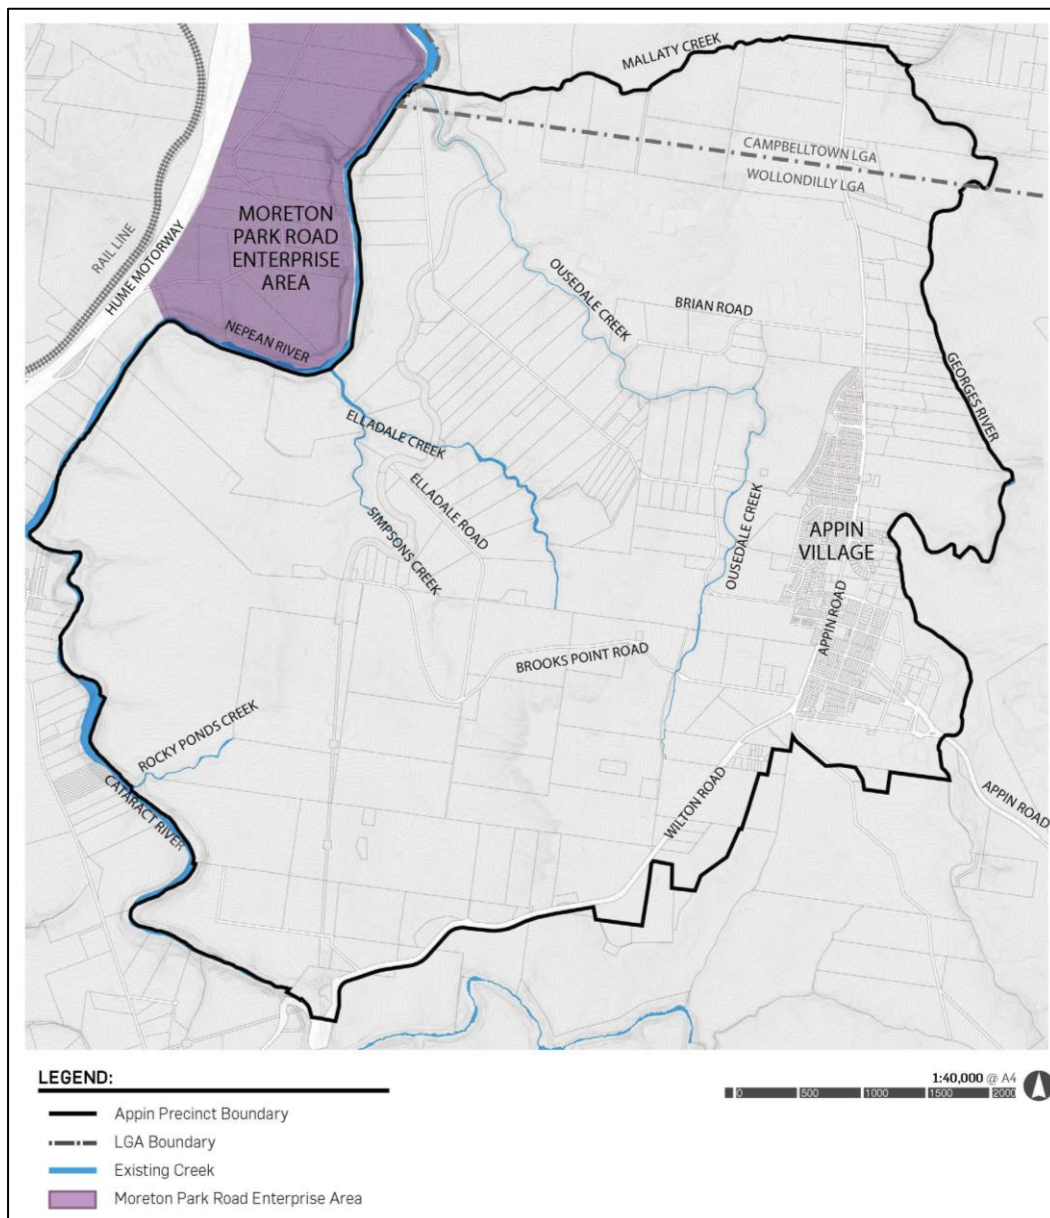 MALLATY CREEK
CAMPBELLTOWN LGA
WOLLONDILLY LGA
RAIL LINE
HUME MOTORWAY
MORETON
PARK ROAD
ENTERPRISE
AREA
NEPEAN RIVER
OUSEDALE CREEK
BRIAN ROAD
GEORGES RIVER
ELLADALE CREEK
ELLADALE ROAD
SIMPSONS CREEK
OUSEDALE CREEK
APPIN
VILLAGE
APPIN ROAD
BROOKS POINT ROAD
ROCKY PONDS CREEK
CATARACT RIVER
WILTON ROAD
APPIN ROAD
LEGEND:
Appin Precinct Boundary
LGA Boundary
Existing Creek
Moreton Park Road Enterprise Area
1:40,000 @ A4
0 500 1000 1500 2000